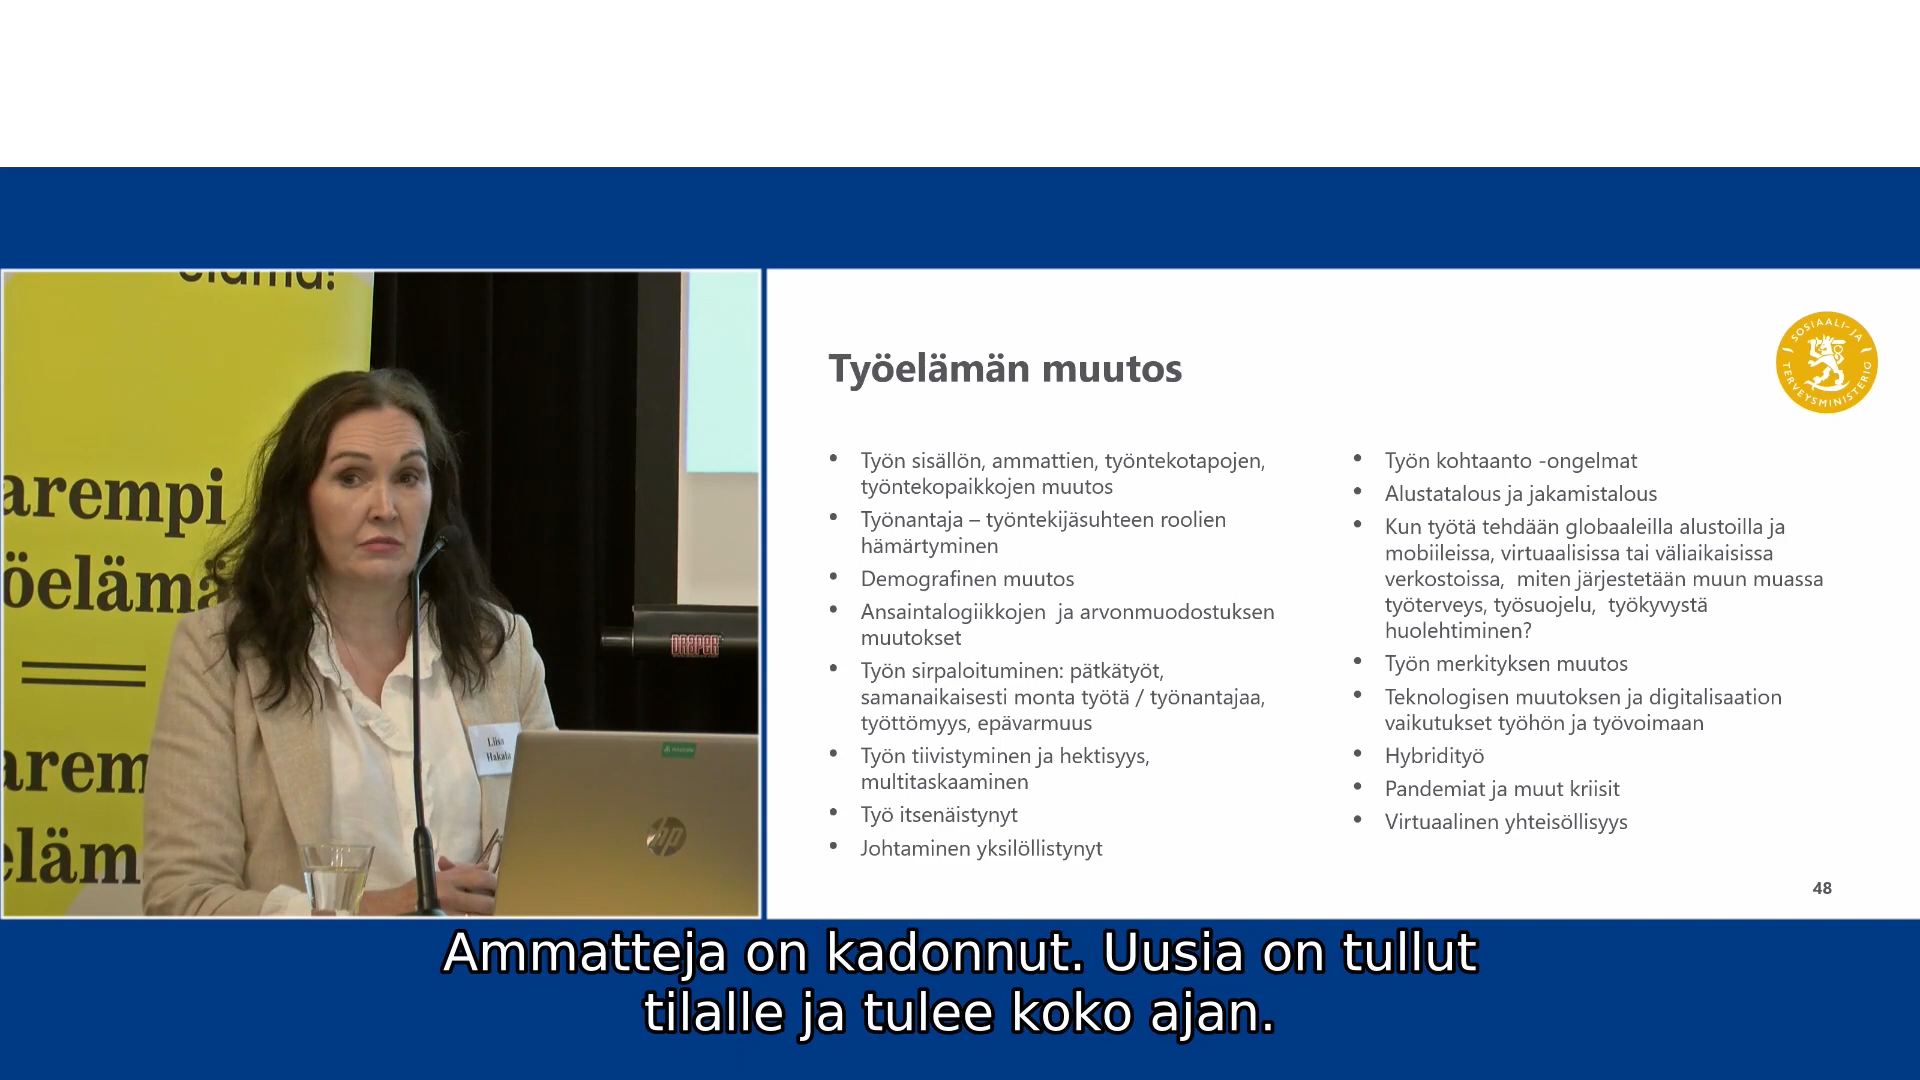 elämä!
arempi
öelämä
arem
eläm
DRAPER
Liisa
Hakala
hp
Työelämän muutos
SOSIAALI- JA
TERVEYSMINISTERIÖ
• Työn sisällön, ammattien, työntekotapojen,
työntekopaikkojen muutos
• Työnantaja – työntekijäsuhteen roolien
hämärtyminen
• Demografinen muutos
• Ansaintalogiikkojen ja arvonmuodostuksen
muutokset
• Työn sirpaloituminen: pätkätyöt,
samanaikaisesti monta työtä / työnantajaa,
työttömyys, epävarmuus
• Työn tiivistyminen ja hektisyys,
multitaskaaminen
• Työ itsenäistynyt
• Johtaminen yksilöllistynyt
• Työn kohtaanto -ongelmat
• Alustatalous ja jakamistalous
• Kun työtä tehdään globaaleilla alustoilla ja
mobiileissa, virtuaalisissa tai väliaikaisissa
verkostoissa, miten järjestetään muun muassa
työterveys, työsuojelu, työkyvystä
huolehtiminen?
• Työn merkityksen muutos
• Teknologisen muutoksen ja digitalisaation
vaikutukset työhön ja työvoimaan
• Hybridityö
• Pandemiat ja muut kriisit
• Virtuaalinen yhteisöllisyys
48
Ammatteja on kadonnut. Uusia on tullut
tilalle ja tulee koko ajan.